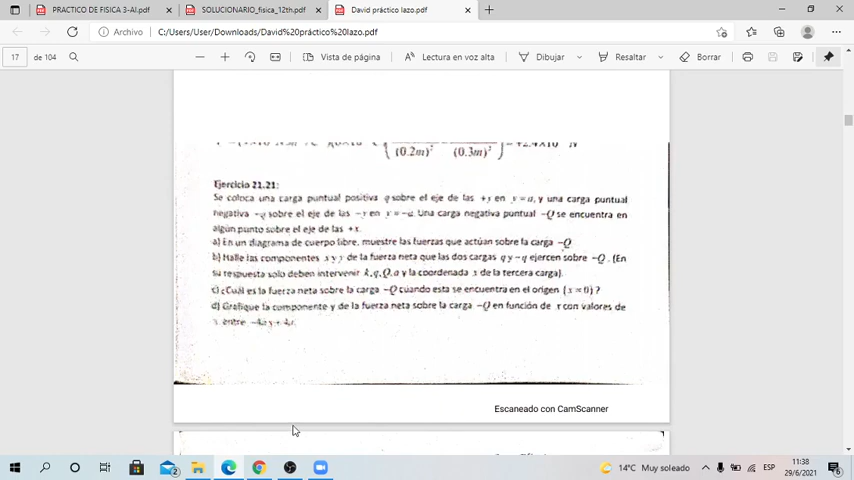 PRACTICO DE FISICA 3-AI.pdf
SOLUCIONARIO_fisica_12th.pdf
David práctico lazo.pdf
Archivo
C:/Users/User/Downloads/David%20práctico%20lazo.pdf
17
de 104
Vista de página
Lectura en voz alta
Dibujar
Resaltar
Borrar
(0.2m)² (0.3m)²
Ejercicio 21.21:
Se coloca una carga puntual positiva q sobre el eje de las +y en y=a, y una carga puntual
negativa -q sobre el eje de las -y en y=-a. Una carga negativa puntual -Q se encuentra en
algún punto sobre el eje de las +x.
a) En un diagrama de cuerpo libre, muestre las fuerzas que actúan sobre la carga -Q
b) Halle las componentes x y y de la fuerza neta que las dos cargas q y -q ejercen sobre -Q. (En
su respuesta solo deben intervenir k,q,Q,a y la coordenada x de la tercera carga).
c) ¿Cuál es la fuerza neta sobre la carga -Q cuando esta se encuentra en el origen (x=0)?
d) Grafique la componente y de la fuerza neta sobre la carga -Q en función de x con valores de
x entre -4a y +4a.
Escaneado con CamScanner
14°C Muy soleado
ESP
11:38
29/6/2021